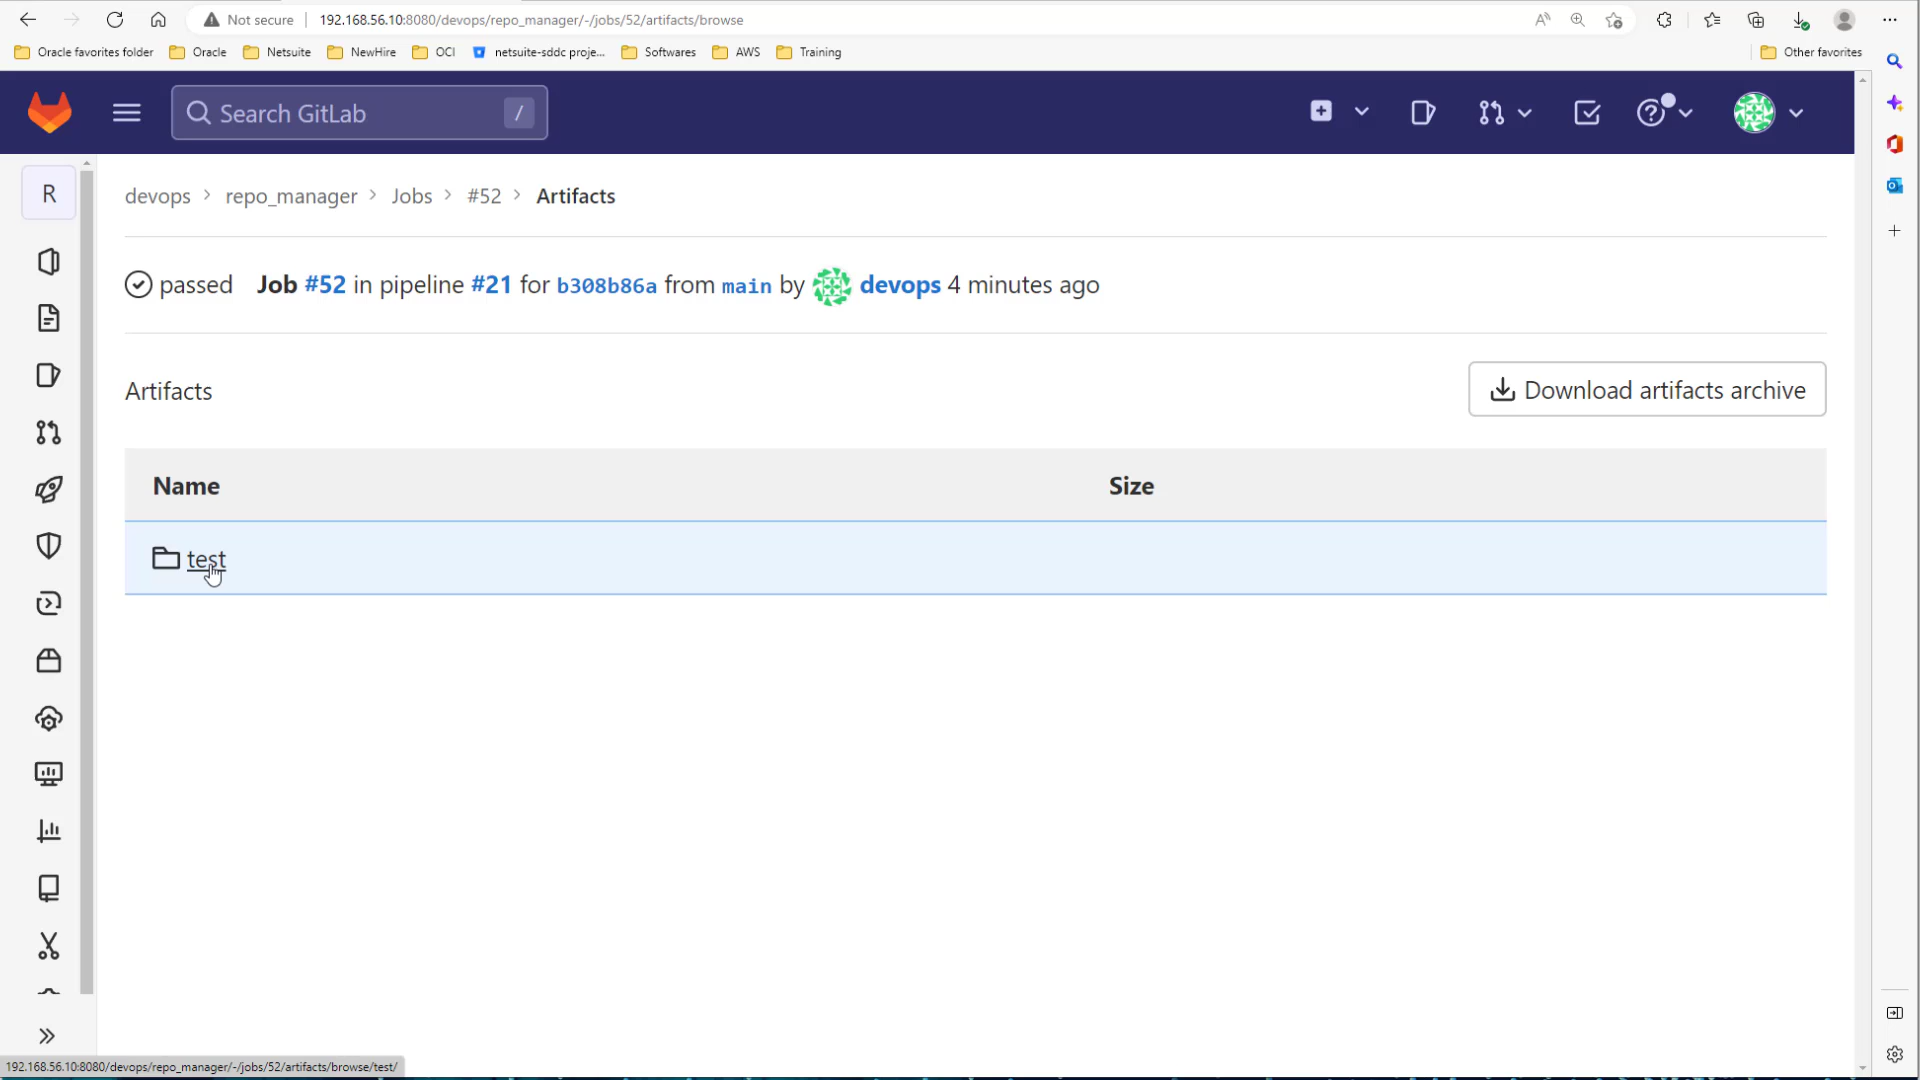 Not secure 192.168.56.10:8080/devops/repo_manager/-/jobs/52/artifacts/browse
Oracle favorites folder Oracle Netsuite NewHire OCI netsuite-sddc proje... Softwares AWS Training Other favorites
Search GitLab /
R
devops > repo_manager > Jobs > #52 > Artifacts
passed Job #52 in pipeline #21 for b308b86a from main by devops 4 minutes ago
Artifacts Download artifacts archive
Name Size
test
192.168.56.10:8080/devops/repo_manager/-/jobs/52/artifacts/browse/test/